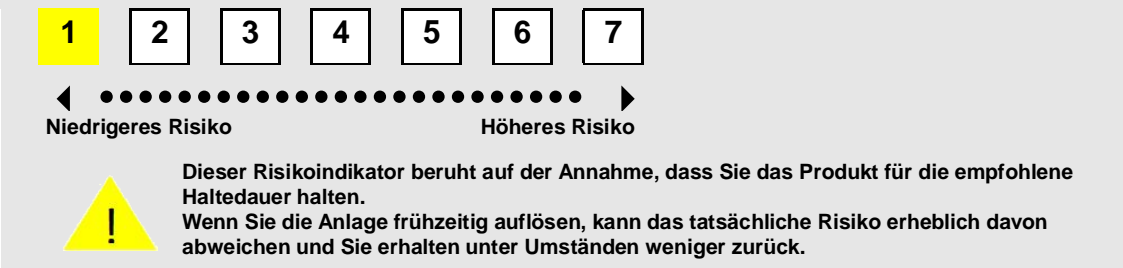 1 2 3 4 5 6 7
Niedrigeres Risiko Höheres Risiko
Dieser Risikoindikator beruht auf der Annahme, dass Sie das Produkt für die empfohlene
Haltedauer halten.
!
Wenn Sie die Anlage frühzeitig auflösen, kann das tatsächliche Risiko erheblich davon
abweichen und Sie erhalten unter Umständen weniger zurück.